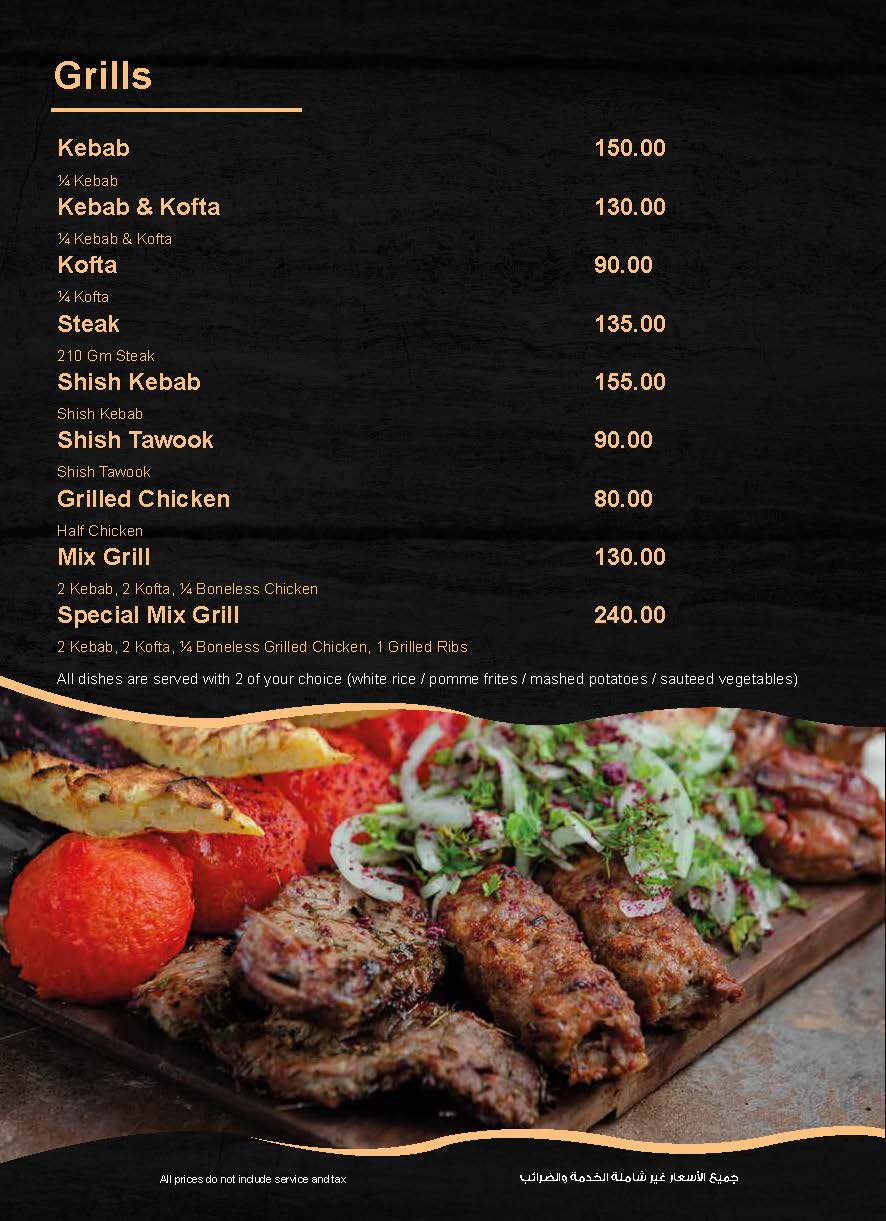 Grills
Kebab 150.00
¼ Kebab
Kebab & Kofta 130.00
¼ Kebab & Kofta
Kofta 90.00
¼ Kofta
Steak 135.00
210 Gm Steak
Shish Kebab 155.00
Shish Kebab
Shish Tawook 90.00
Shish Tawook
Grilled Chicken 80.00
Half Chicken
Mix Grill 130.00
2 Kebab, 2 Kofta, ¼ Boneless Chicken
Special Mix Grill 240.00
2 Kebab, 2 Kofta, ¼ Boneless Grilled Chicken, 1 Grilled Ribs
All dishes are served with 2 of your choice (white rice / pomme frites / mashed potatoes / sauteed vegetables)
All prices do not include service and tax
جميع الأسعار غير شاملة الخدمة والضرائب